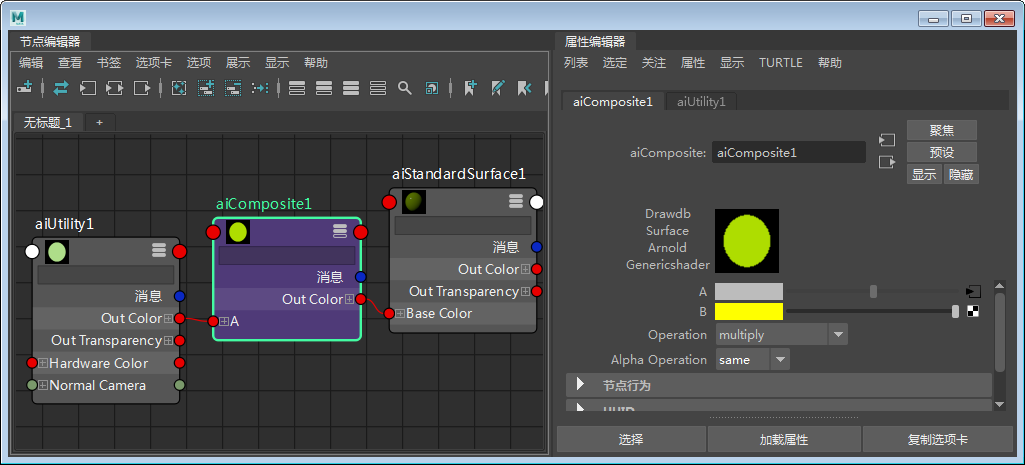 节点编辑器
编辑 查看 书签 选项卡 选项 展示 显示 帮助
无标题_1 +
aiUtility1
消息
Out Color
Out Transparency
Hardware Color
Normal Camera
aiComposite1
消息
Out Color
A
aiStandardSurface1
消息
Out Color
Out Transparency
Base Color
属性编辑器
列表 选定 关注 属性 显示 TURTLE 帮助
aiComposite1 aiUtility1
aiComposite: aiComposite1
聚焦
预设
显示 隐藏
Drawdb
Surface
Arnold
Genericshader
A
B
Operation multiply
Alpha Operation same
节点行为
UUID
选择 加载属性 复制选项卡